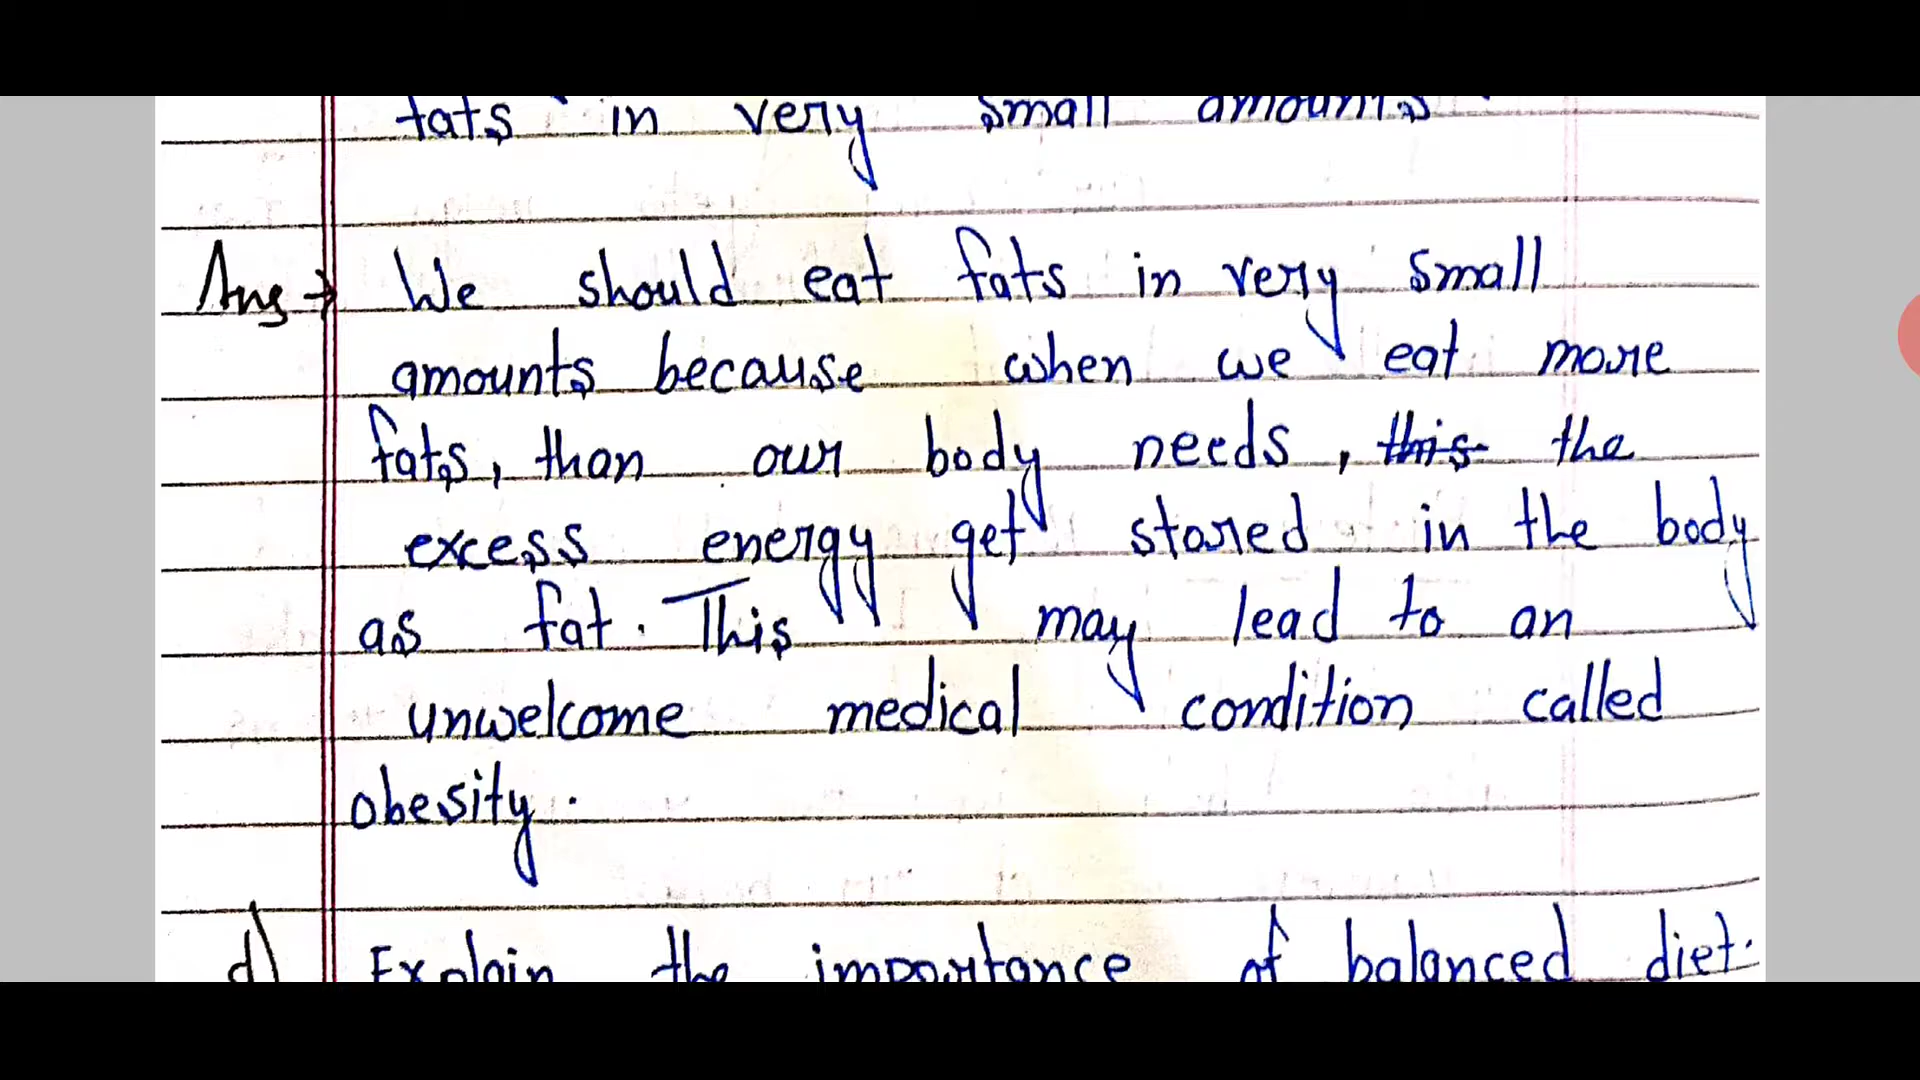 fats in very small amounts
Ans → We should eat fats in very small
amounts because when we eat more
fats, than our body needs, this the
excess energy get stored in the body
as fat. This may lead to an
unwelcome medical condition called
obesity.
d) Explain the importance of balanced diet.